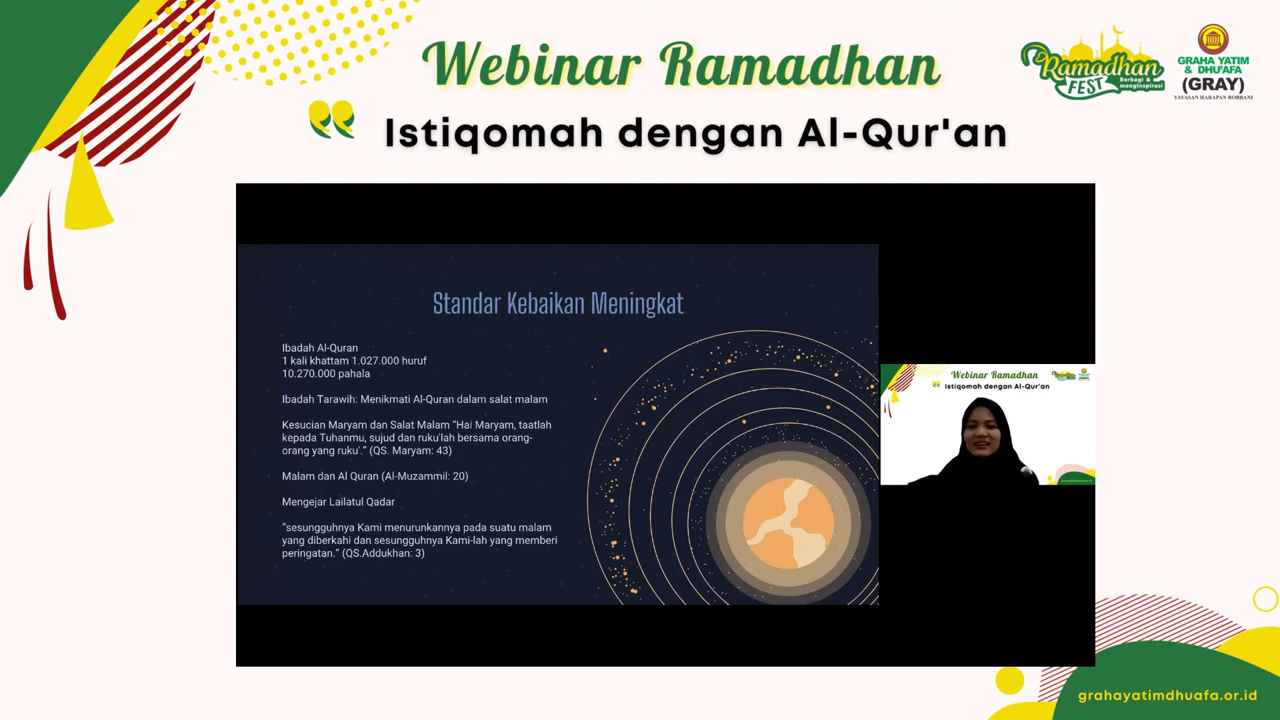 Webinar Ramadhan
Istiqomah dengan Al-Qur'an
Ramadhan
FEST
Berbagi &
menginspirasi
GRAHA YATIM
& DHU'AFA
(GRAY)
YAYASAN HARAPAN ROBBANI
Standar Kebaikan Meningkat
Ibadah Al-Quran
1 kali khattam 1.027.000 huruf
10.270.000 pahala
Ibadah Tarawih: Menikmati Al-Quran dalam salat malam
Kesucian Maryam dan Salat Malam “Hai Maryam, taatlah
kepada Tuhanmu, sujud dan ruku'lah bersama orang-
orang yang ruku'.” (QS. Maryam: 43)
Malam dan Al Quran (Al-Muzammil: 20)
Mengejar Lailatul Qadar
“sesungguhnya Kami menurunkannya pada suatu malam
yang diberkahi dan sesungguhnya Kami-lah yang memberi
peringatan.” (QS.Addukhan: 3)
Webinar Ramadhan
Istiqomah dengan Al-Qur'an
grahayatimdhuafa.or.id